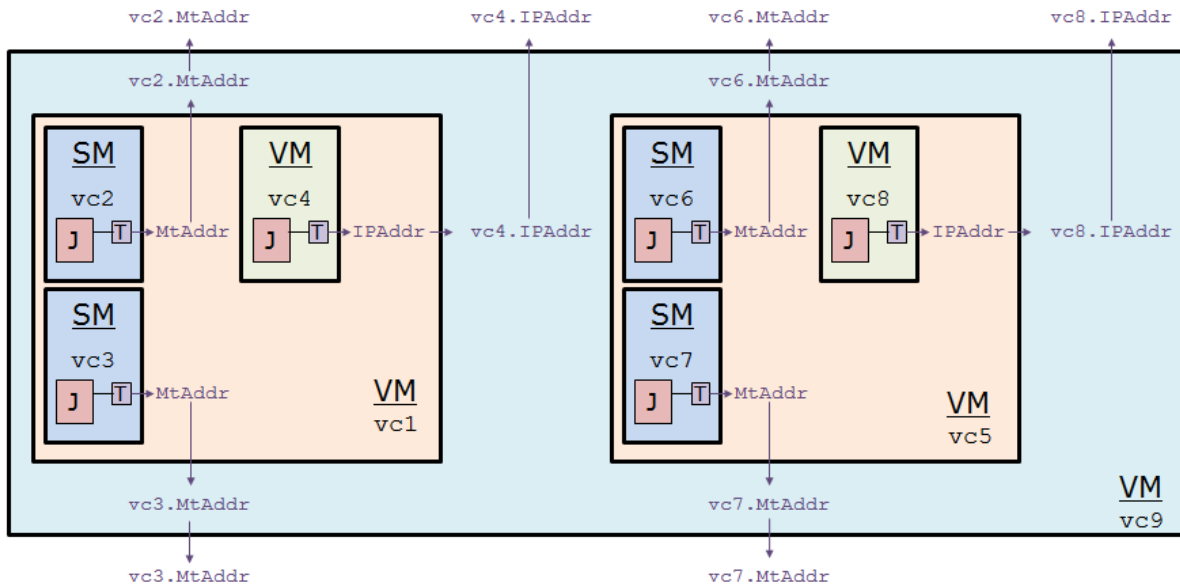 vc2.MtAddr vc4.IPAddr vc6.MtAddr vc8.IPAddr
vc2.MtAddr vc6.MtAddr
SM VM SM VM
vc2 vc4 vc6 vc8
J T MtAddr J T IPAddr vc4.IPAddr J T MtAddr J T IPAddr vc8.IPAddr
SM SM
vc3 vc7
J T MtAddr J T MtAddr
VM VM
vc1 vc5
vc3.MtAddr vc7.MtAddr
VM
vc9
vc3.MtAddr vc7.MtAddr